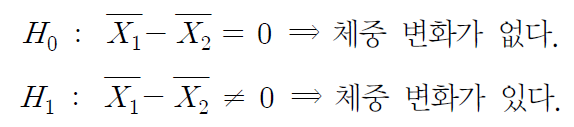 H₀ : X̅₁ − X̅₂ = 0 ⇒ 체중 변화가 없다.
H₁ : X̅₁ − X̅₂ ≠ 0 ⇒ 체중 변화가 있다.